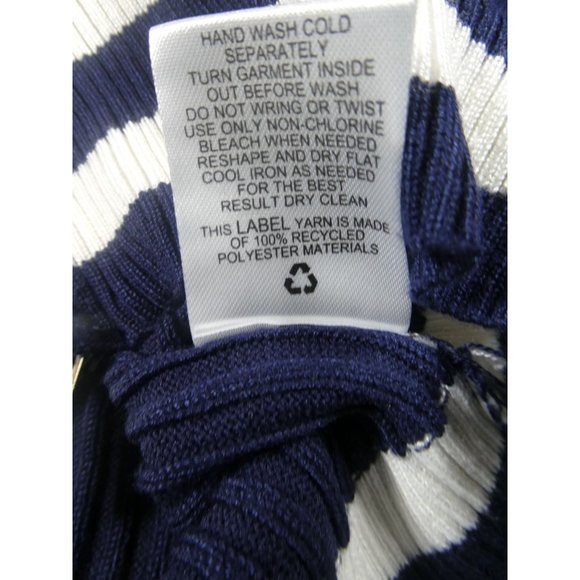 HAND WASH COLD
SEPARATELY
TURN GARMENT INSIDE
OUT BEFORE WASH
DO NOT WRING OR TWIST
USE ONLY NON-CHLORINE
BLEACH WHEN NEEDED
RESHAPE AND DRY FLAT
COOL IRON AS NEEDED
FOR THE BEST
RESULT DRY CLEAN
THIS LABEL YARN IS MADE
OF 100% RECYCLED
POLYESTER MATERIALS